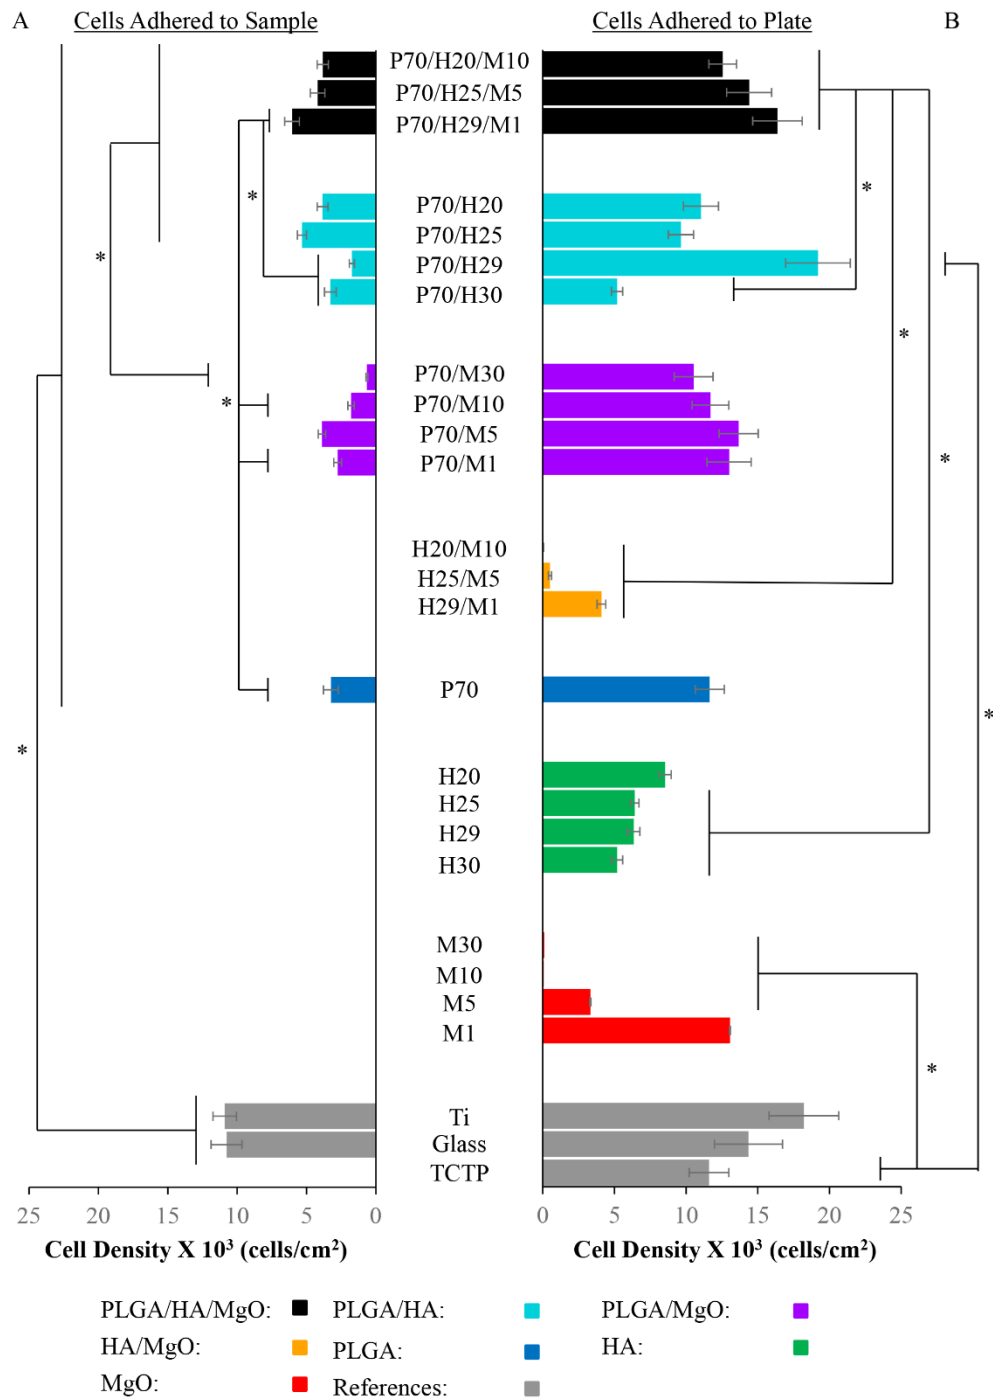 A Cells Adhered to Sample Cells Adhered to Plate B
P70/H20/M10
P70/H25/M5
P70/H29/M1
*
P70/H20
*
P70/H25
*
P70/H29
P70/H30
*
P70/M30
*
P70/M10
P70/M5
P70/M1
*
H20/M10
H25/M5
H29/M1
P70
*
*
H20
H25
H29
H30
M30
M10
M5
M1
*
Ti
Glass
TCTP
25 20 15 10 5 0 0 5 10 15 20 25
Cell Density X 10³ (cells/cm²) Cell Density X 10³ (cells/cm²)
PLGA/HA/MgO: PLGA/HA: PLGA/MgO:
HA/MgO: PLGA: HA:
MgO: References: